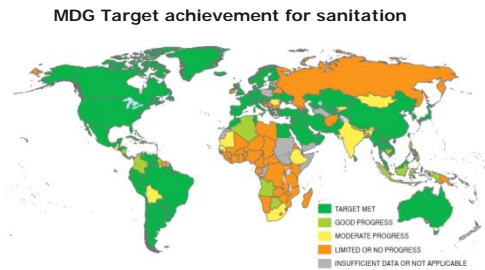 MDG Target achievement for sanitation
TARGET MET
GOOD PROGRESS
MODERATE PROGRESS
LIMITED OR NO PROGRESS
INSUFFICIENT DATA OR NOT APPLICABLE